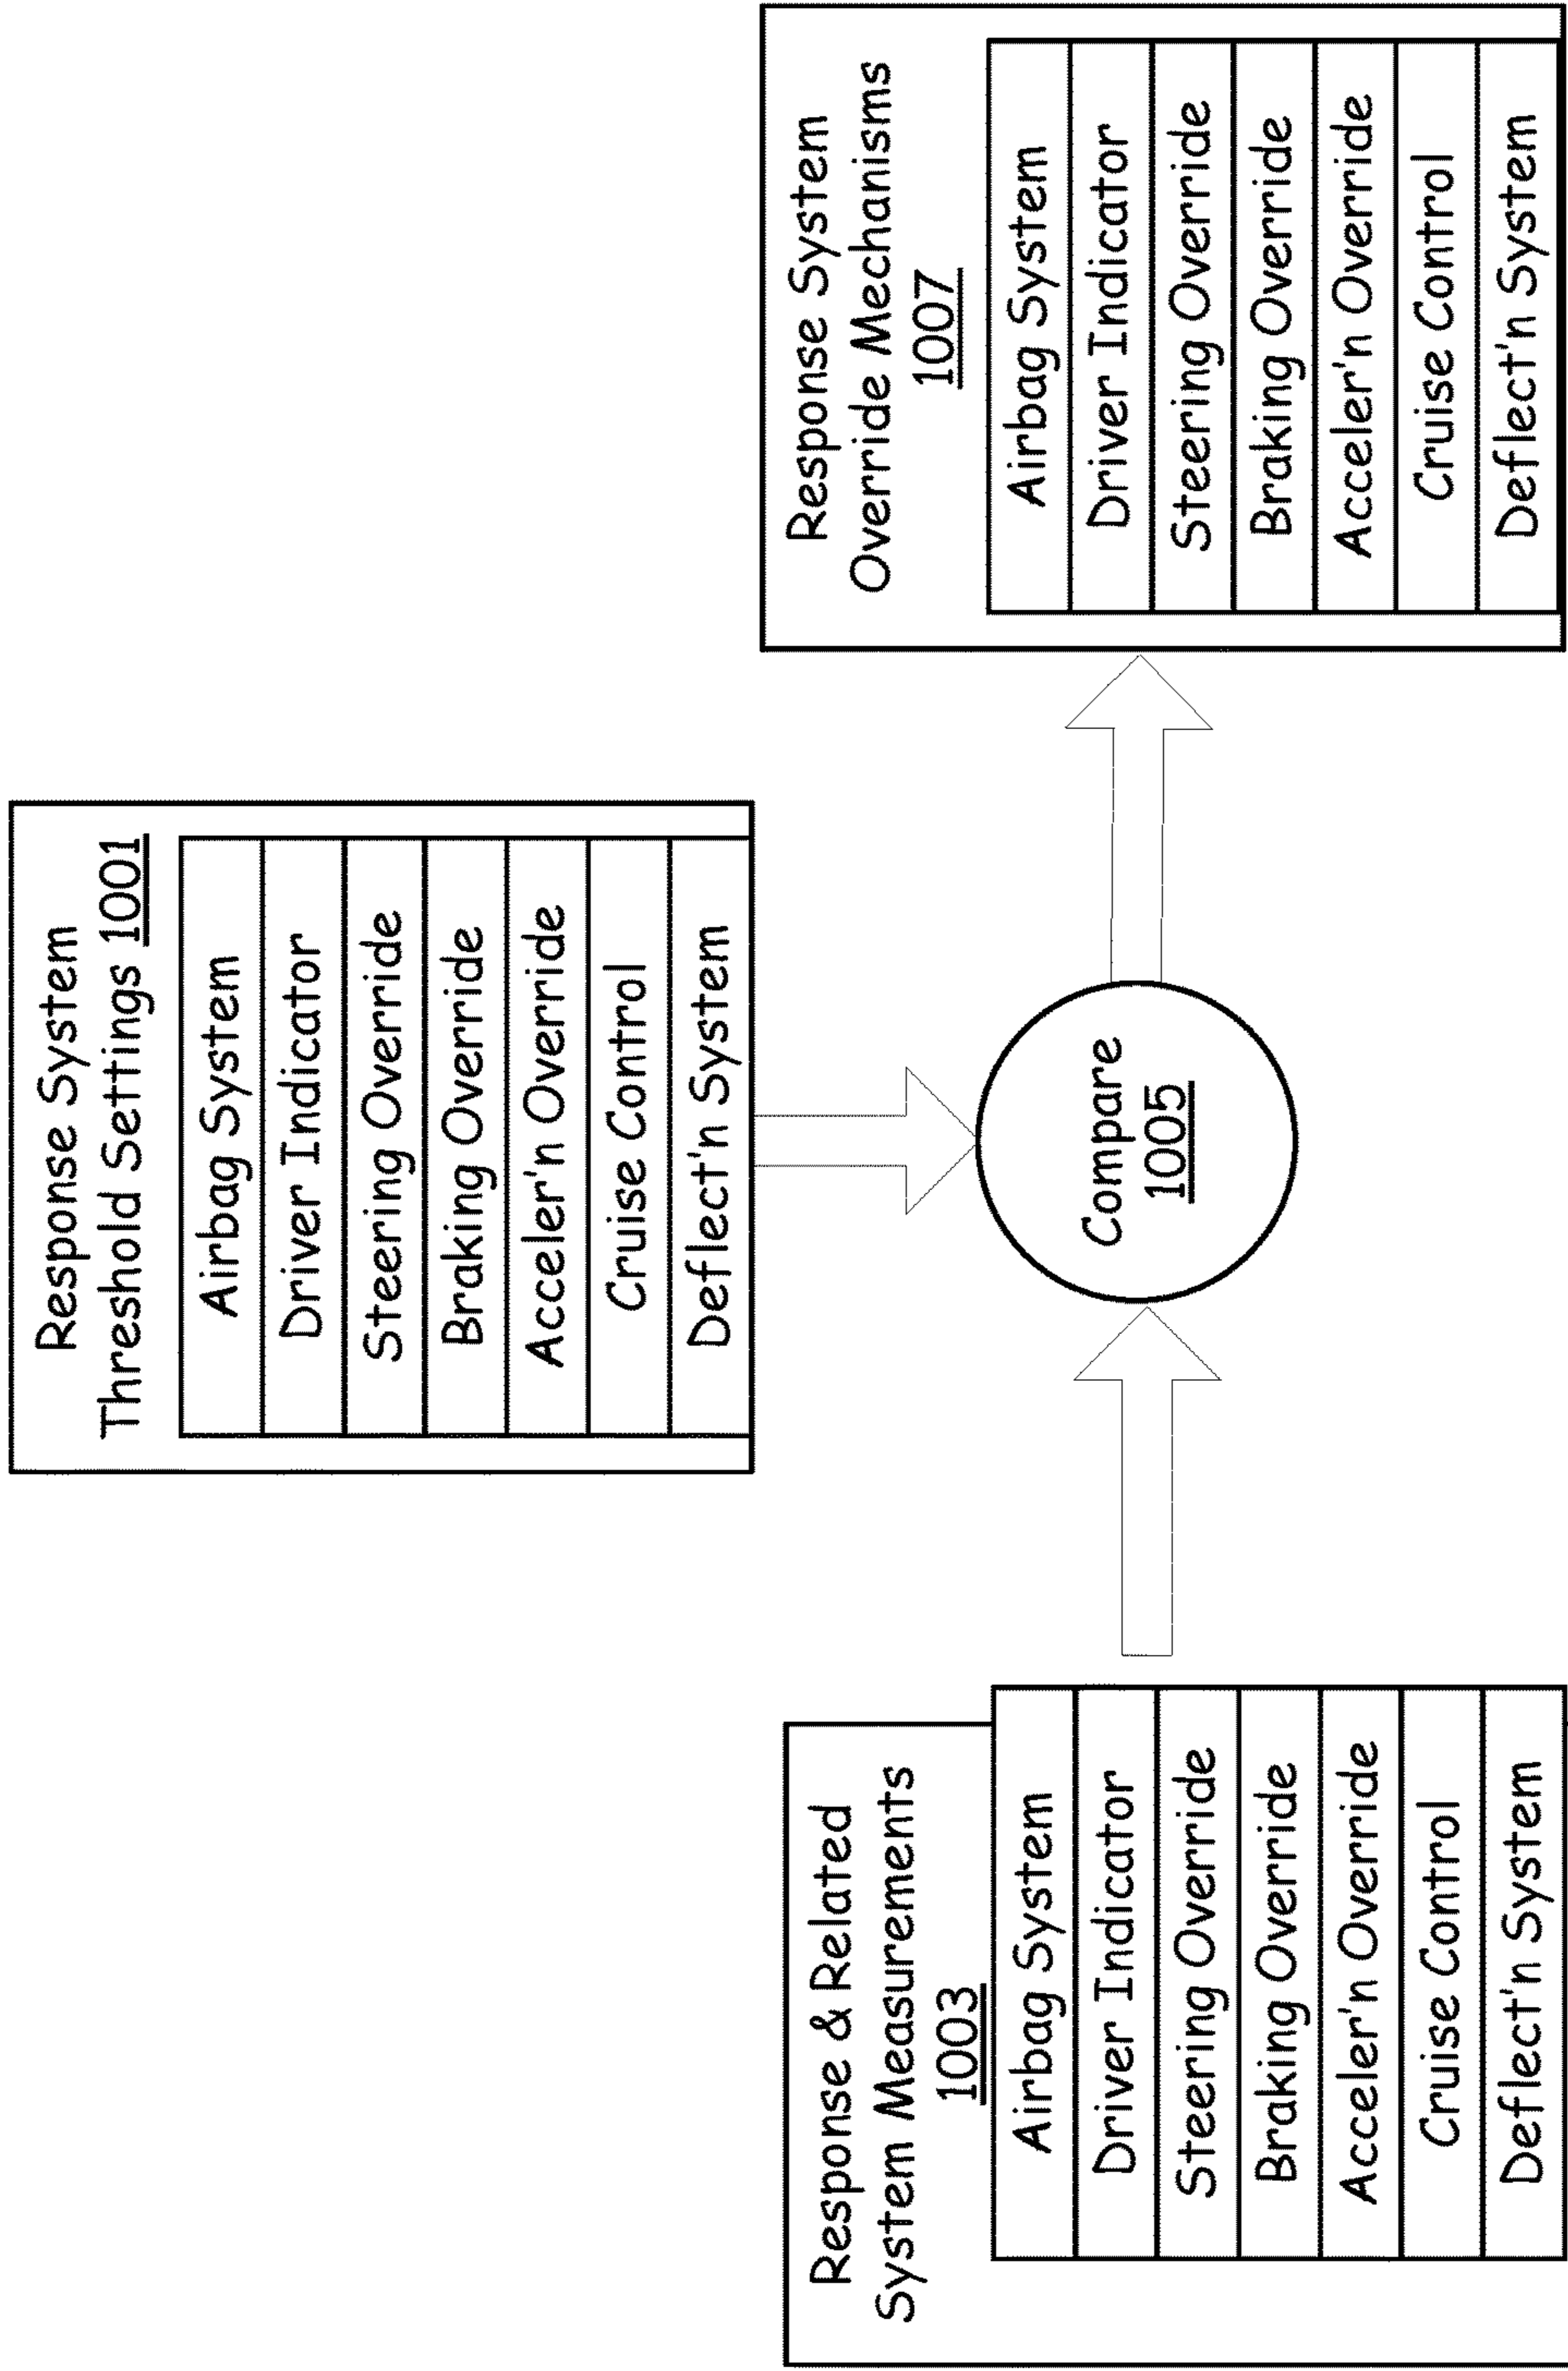 Response System
Threshold Settings 1001
Airbag System
Driver Indicator
Steering Override
Braking Override
Acceler'n Override
Cruise Control
Deflect'n System
Response & Related
System Measurements
1003
Airbag System
Driver Indicator
Steering Override
Braking Override
Acceler'n Override
Cruise Control
Deflect'n System
Compare
1005
Response System
Override Mechanisms
1007
Airbag System
Driver Indicator
Steering Override
Braking Override
Acceler'n Override
Cruise Control
Deflect'n System